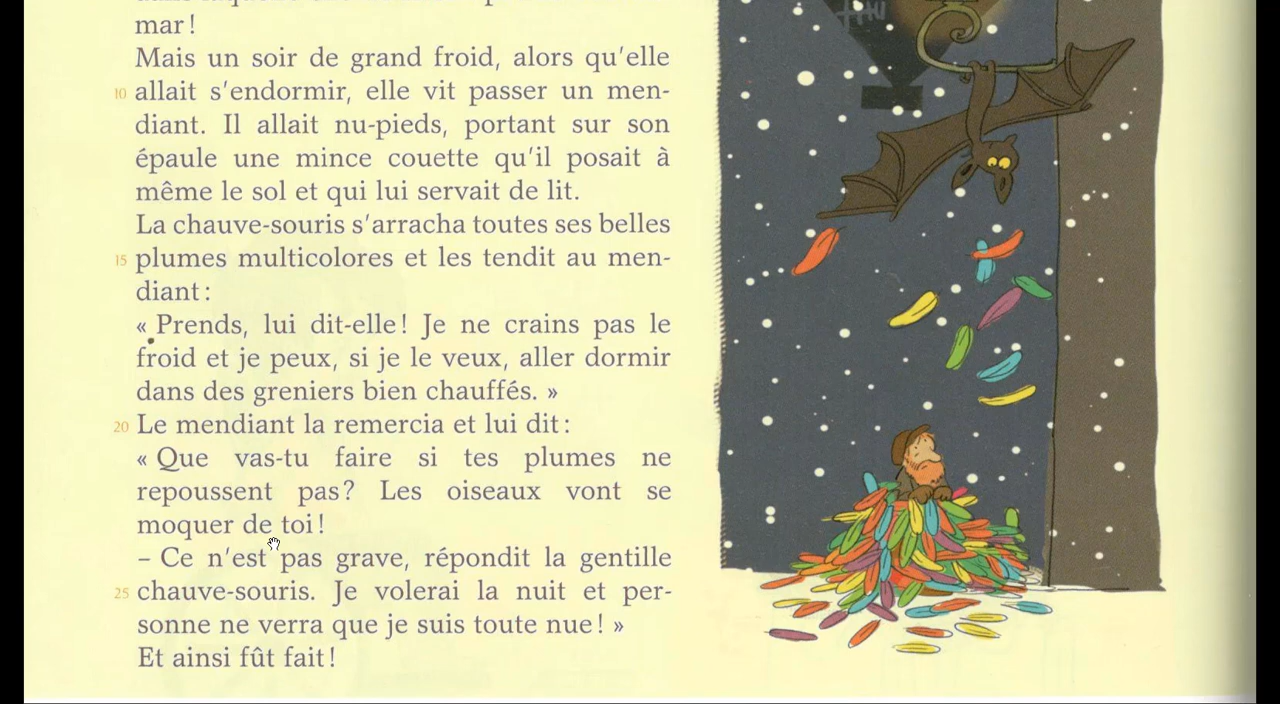 mar !
Mais un soir de grand froid, alors qu'elle
10 allait s'endormir, elle vit passer un men-
diant. Il allait nu-pieds, portant sur son
épaule une mince couette qu'il posait à
même le sol et qui lui servait de lit.
La chauve-souris s'arracha toutes ses belles
15 plumes multicolores et les tendit au men-
diant :
« Prends, lui dit-elle ! Je ne crains pas le
froid et je peux, si je le veux, aller dormir
dans des greniers bien chauffés. »
20 Le mendiant la remercia et lui dit :
« Que vas-tu faire si tes plumes ne
repoussent pas ? Les oiseaux vont se
moquer de toi !
– Ce n'est pas grave, répondit la gentille
25 chauve-souris. Je volerai la nuit et per-
sonne ne verra que je suis toute nue ! »
Et ainsi fût fait !